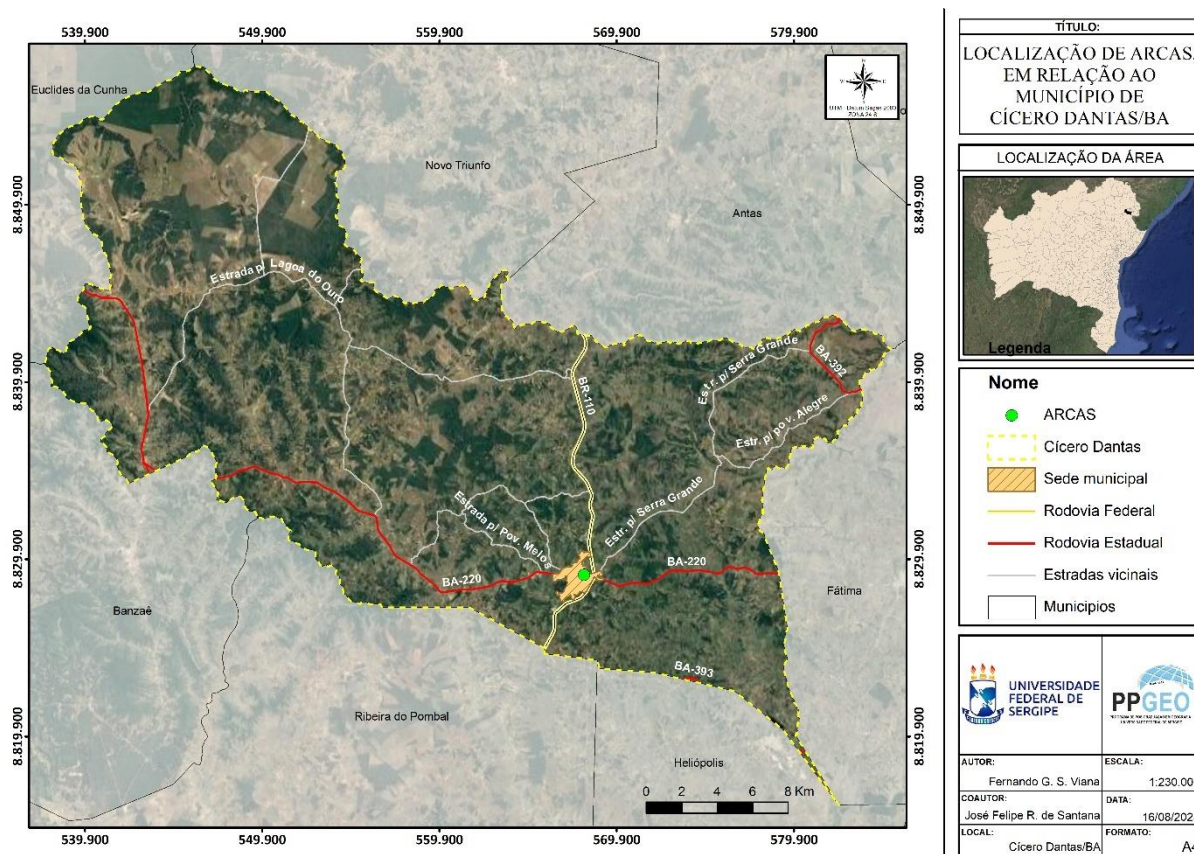 539.900
549.900
559.900
569.900
579.900
8.849.900
8.839.900
8.829.900
8.819.900
Euclides da Cunha
Novo Triunfo
Antas
Estrada p/ Lagoa do Ouro
BR-110
Estr. p/ Serra Grande
BA-392
Estr. p/ pov. Alegre
Estrada p/ Pov. Melos
Estr. p/ Serra Grande
BA-220
BA-220
Fátima
Banzaê
BA-393
Ribeira do Pombal
Heliópolis
0 2 4 6 8 Km
8.849.900
8.839.900
8.829.900
8.819.900
539.900
549.900
559.900
569.900
579.900
TÍTULO:
LOCALIZAÇÃO DE ARCAS,
EM RELAÇÃO AO
MUNICÍPIO DE
CÍCERO DANTAS/BA
LOCALIZAÇÃO DA ÁREA
Legenda
Nome
ARCAS
Cícero Dantas
Sede municipal
Rodovia Federal
Rodovia Estadual
Estradas vicinais
Municipios
UNIVERSIDADE
FEDERAL DE
SERGIPE
PPGEO
AUTOR:
Fernando G. S. Viana
ESCALA:
1:230.00
COAUTOR:
José Felipe R. de Santana
DATA:
16/08/202
LOCAL:
Cícero Dantas/BA
FORMATO:
A4